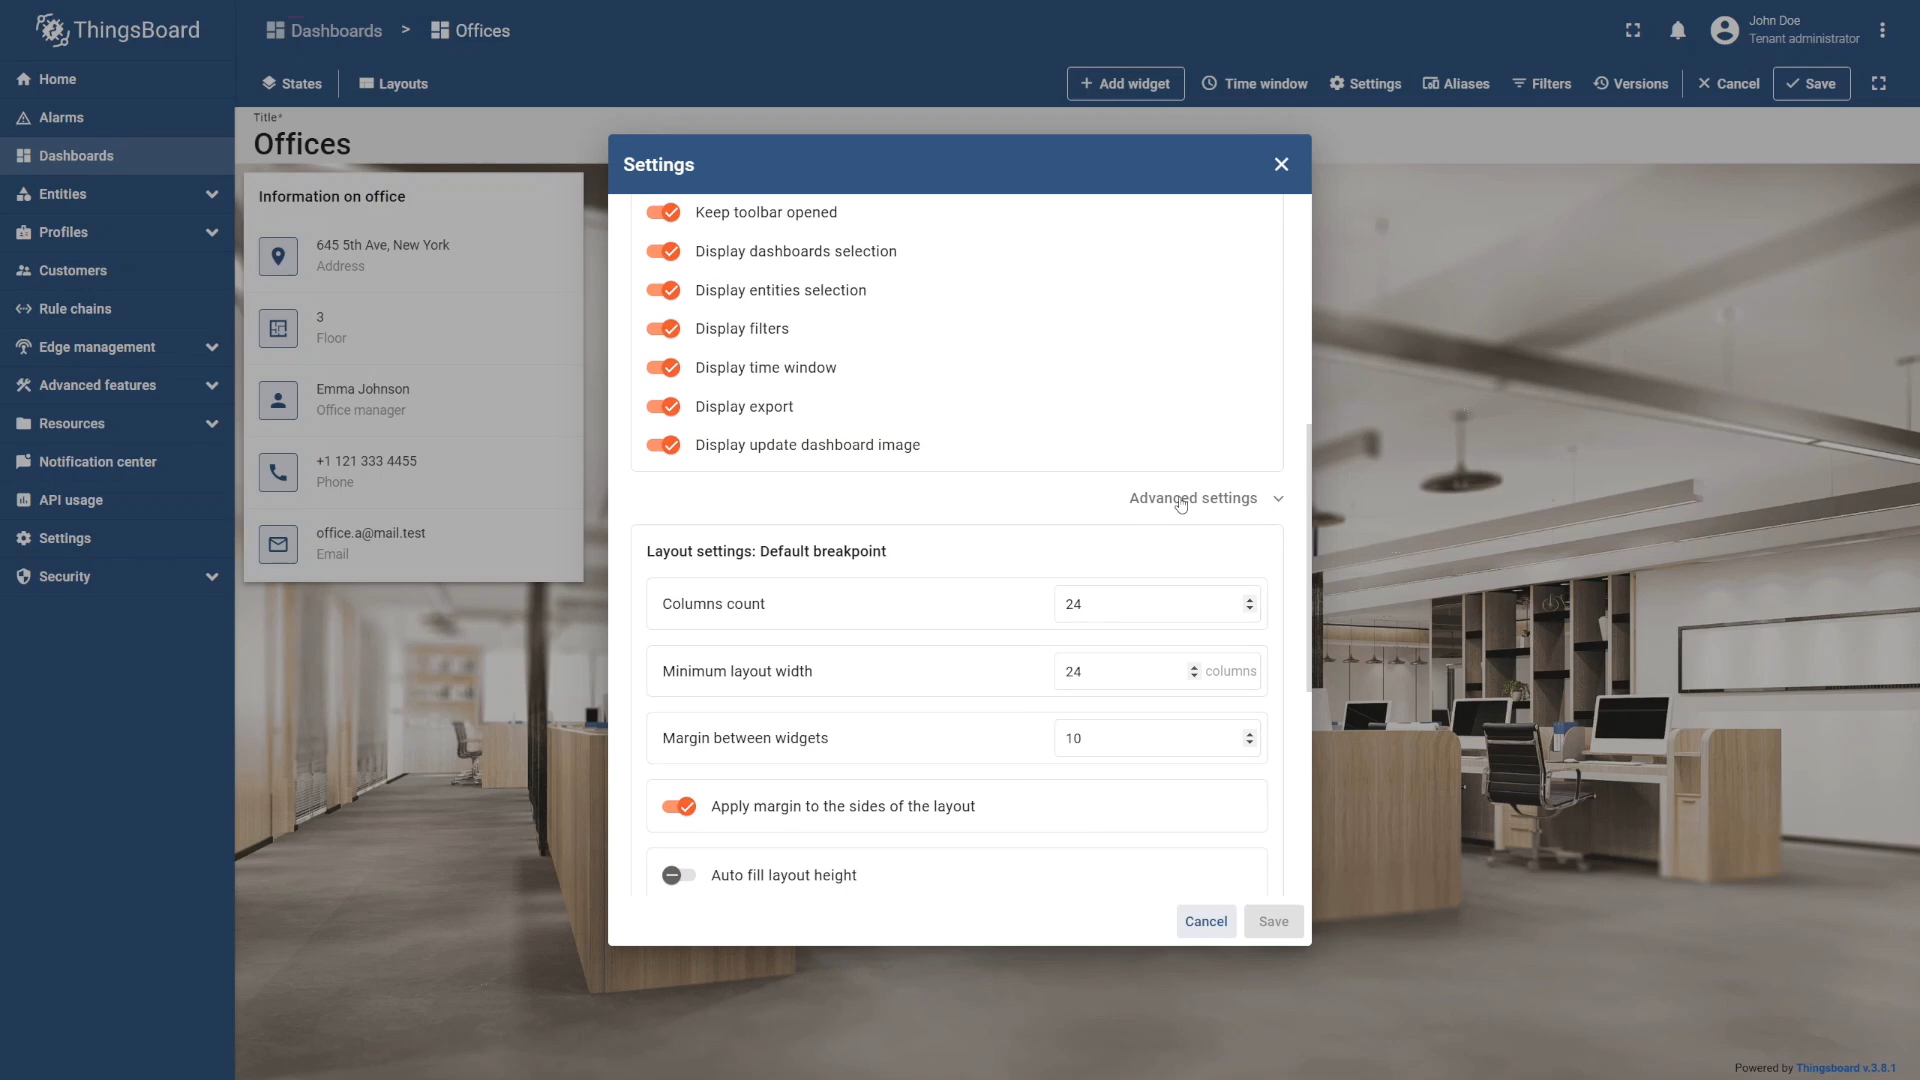 ThingsBoard
Dashboards > Offices
John Doe
Tenant administrator
Home
Alarms
Dashboards
Entities
Profiles
Customers
Rule chains
Edge management
Advanced features
Resources
Notification center
API usage
Settings
Security
States
Layouts
+ Add widget
Time window
Settings
Aliases
Filters
Versions
Cancel
Save
Title*
Offices
Information on office
645 5th Ave, New York
Address
3
Floor
Emma Johnson
Office manager
+1 121 333 4455
Phone
office.a@mail.test
Email
Settings
Keep toolbar opened
Display dashboards selection
Display entities selection
Display filters
Display time window
Display export
Display update dashboard image
Advanced settings
Layout settings: Default breakpoint
Columns count 24
Minimum layout width 24 columns
Margin between widgets 10
Apply margin to the sides of the layout
Auto fill layout height
Cancel
Save
Powered by Thingsboard v.3.8.1